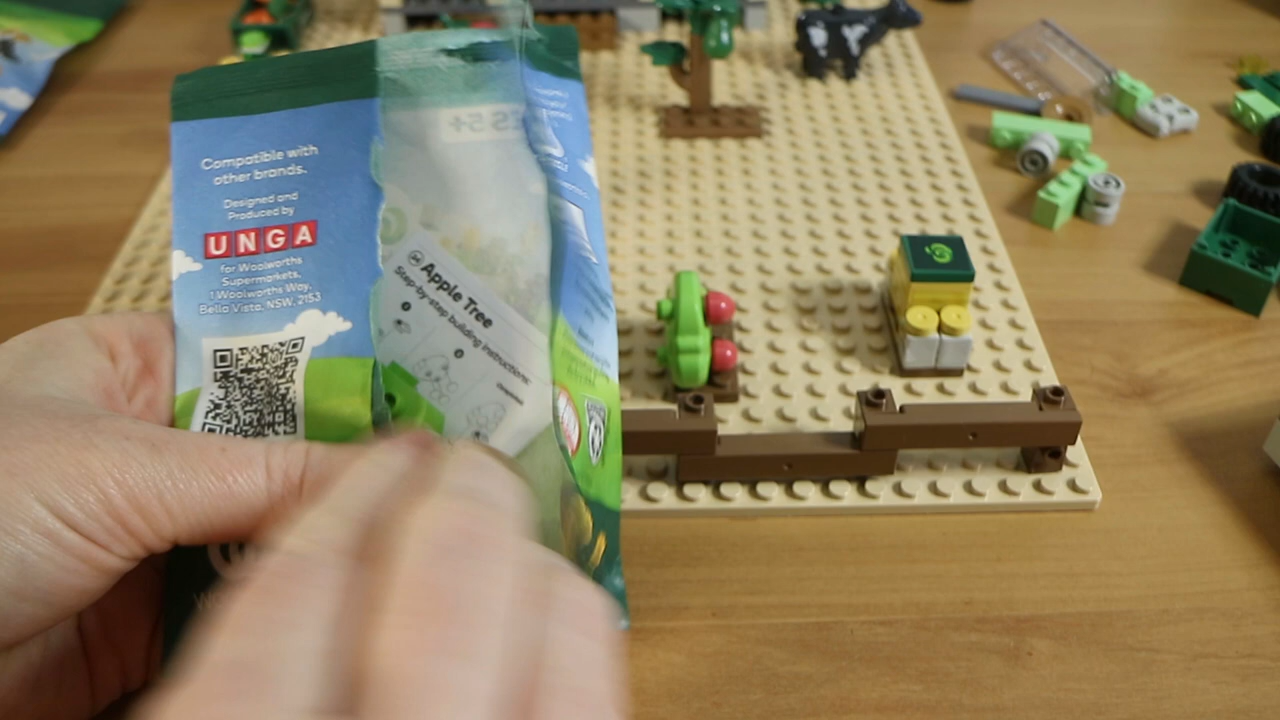 Compatible with
other brands.
Designed and
Produced by
UNGA
for Woolworths
Supermarkets,
1 Woolworths Way,
Bella Vista, NSW, 2153
Apple Tree
Step-by-step building instructions: